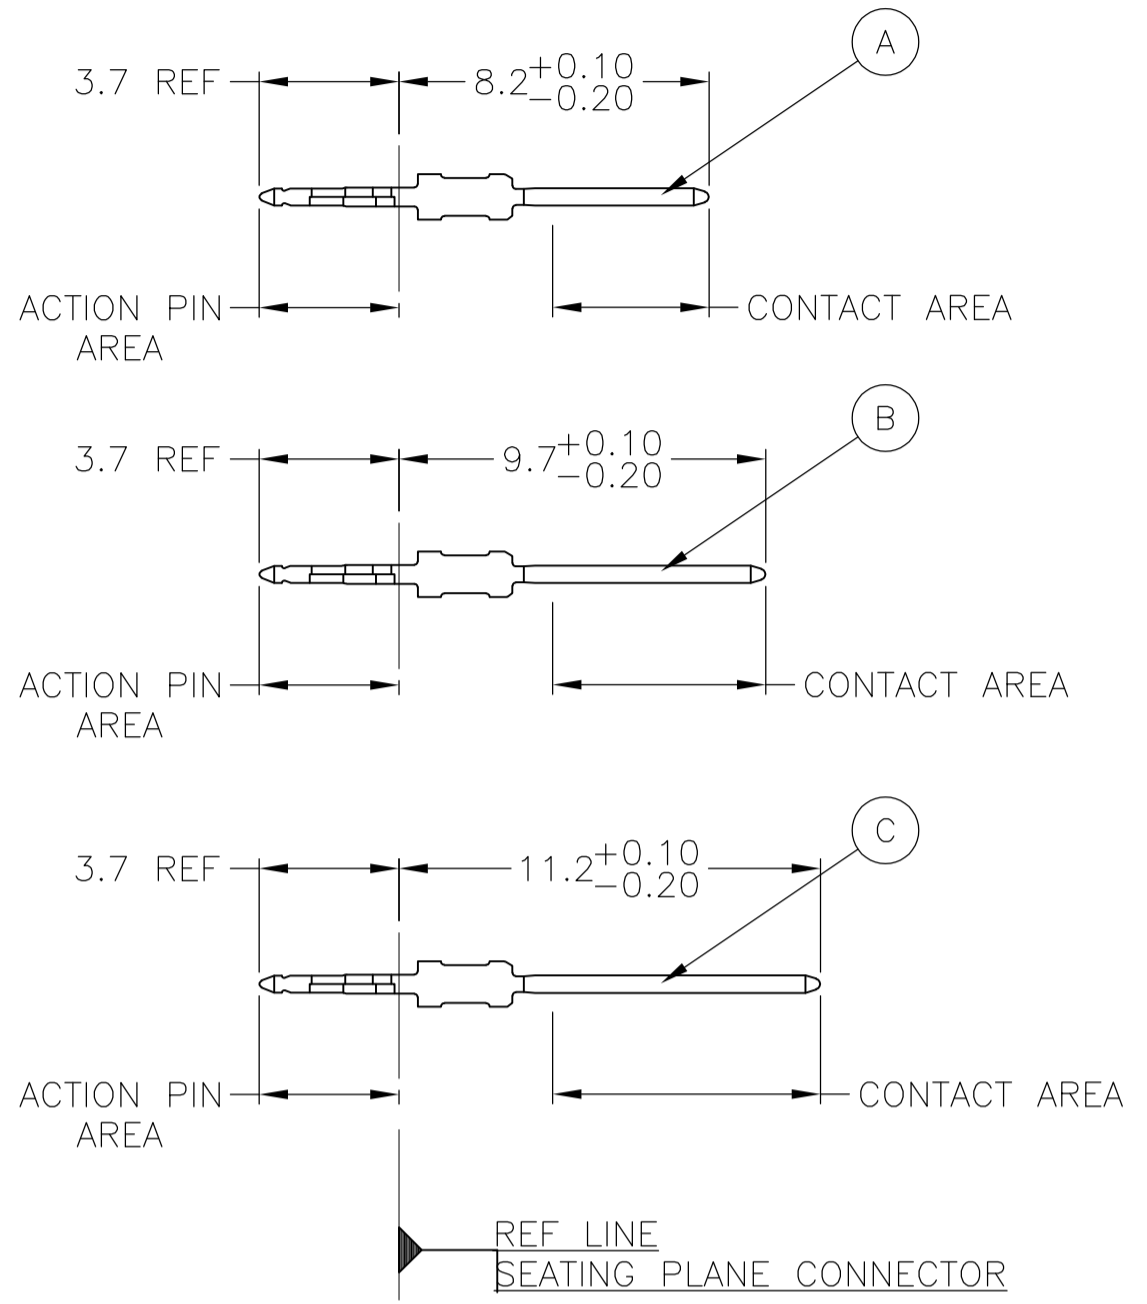 A
3.7 REF 8.2 +0.10
−0.20
ACTION PIN
AREA
CONTACT AREA
B
3.7 REF 9.7 +0.10
−0.20
ACTION PIN
AREA
CONTACT AREA
C
3.7 REF 11.2 +0.10
−0.20
ACTION PIN
AREA
CONTACT AREA
REF LINE
SEATING PLANE CONNECTOR